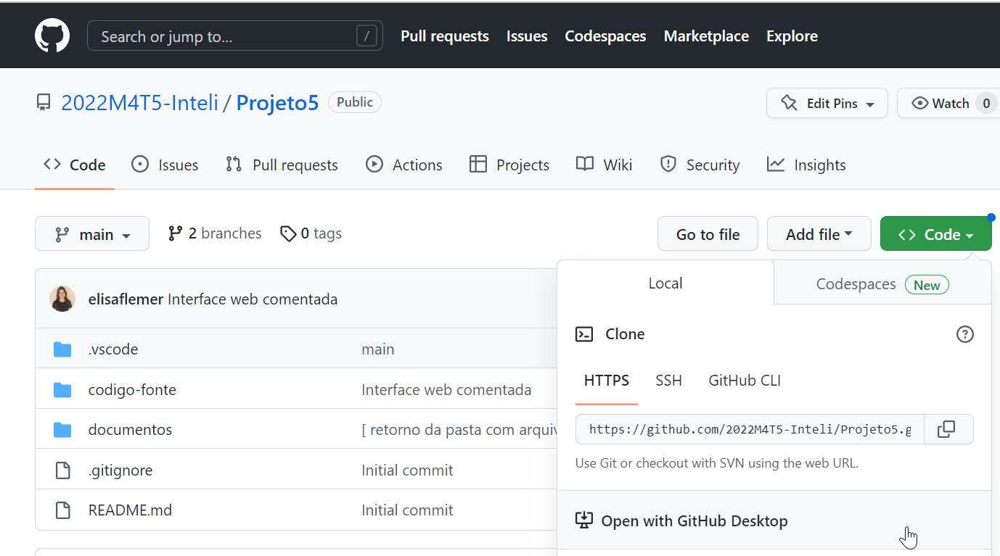 Search or jump to... / Pull requests Issues Codespaces Marketplace Explore
2022M4T5-Inteli / Projeto5 Public Edit Pins Watch 0
Code Issues Pull requests Actions Projects Wiki Security Insights
main 2 branches 0 tags Go to file Add file Code
elisaflemer Interface web comentada
.vscode main
codigo-fonte Interface web comentada
documentos [ retorno da pasta com arquiv
.gitignore Initial commit
README.md Initial commit
Local Codespaces New
Clone
HTTPS SSH GitHub CLI
https://github.com/2022M4T5-Inteli/Projeto5.g
Use Git or checkout with SVN using the web URL.
Open with GitHub Desktop